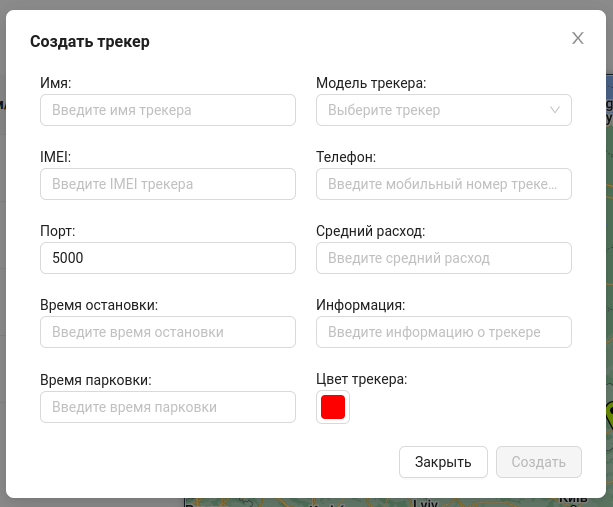 Создать трекер
Имя:
Модель трекера:
Введите имя трекера
Выберите трекер
IMEI:
Телефон:
Введите IMEI трекера
Введите мобильный номер треке...
Порт:
Средний расход:
5000
Введите средний расход
Время остановки:
Информация:
Введите время остановки
Введите информацию о трекере
Время парковки:
Цвет трекера:
Введите время парковки
Закрыть
Создать
Lviv